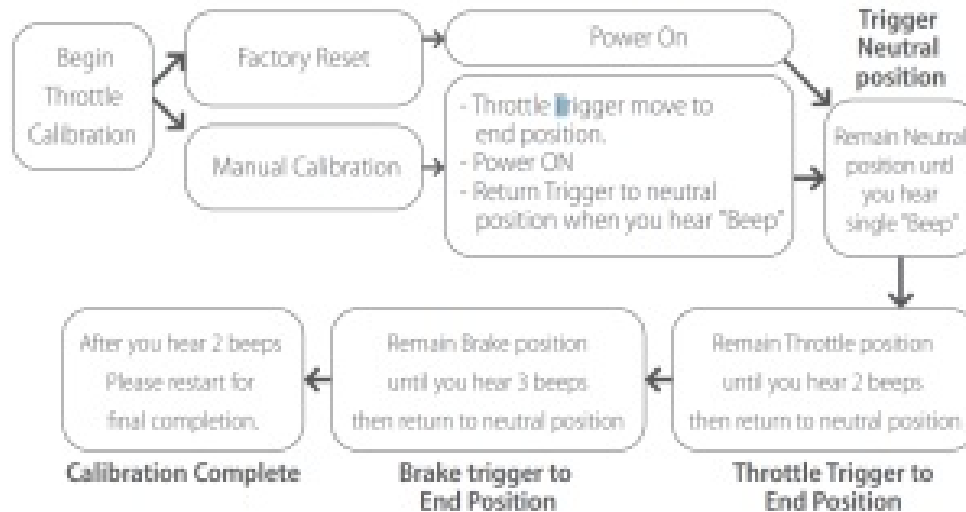 Begin
Throttle
Calibration
Factory Reset
Manual Calibration
Power On
- Throttle Trigger move to
end position.
- Power ON
- Return Trigger to neutral
position when you hear "Beep"
Trigger
Neutral
position
Remain Neutral
position until
you hear
single "Beep"
Remain Throttle position
until you hear 2 beeps
then return to neutral position
Throttle Trigger to
End Position
Remain Brake position
until you hear 3 beeps
then return to neutral position
Brake trigger to
End Position
After you hear 2 beeps
Please restart for
final completion.
Calibration Complete